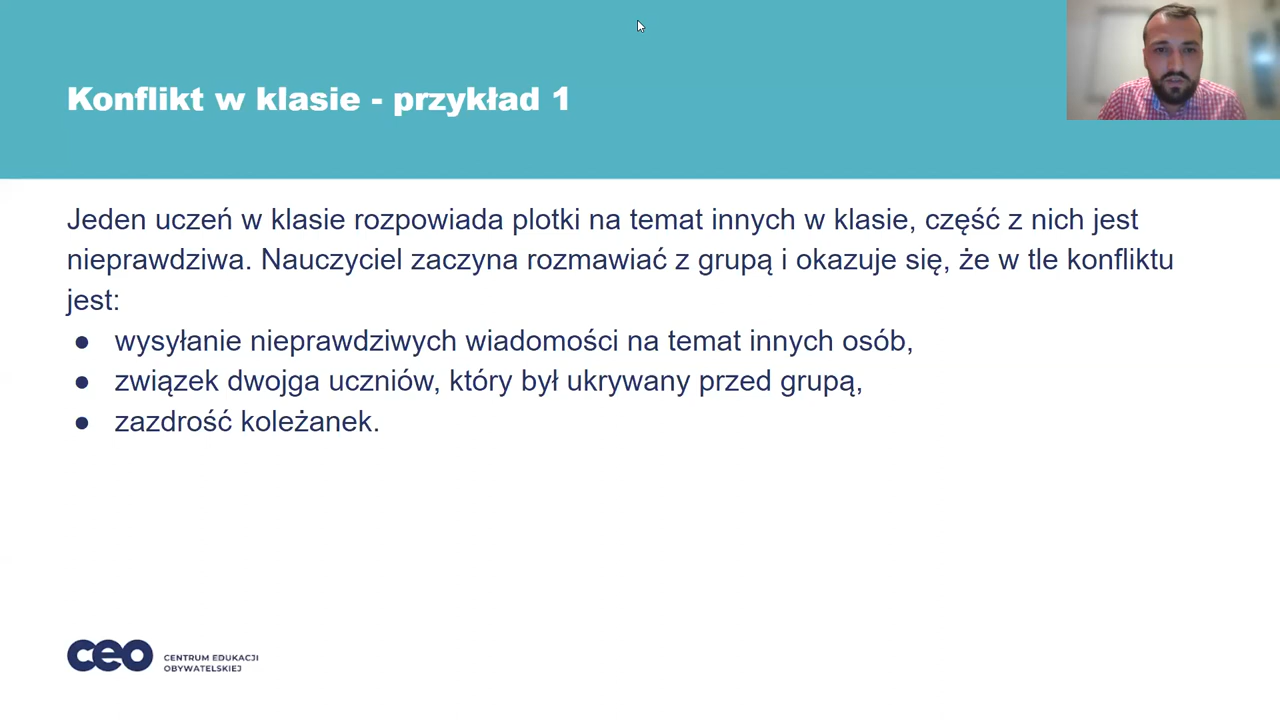 Konflikt w klasie - przykład 1
Jeden uczeń w klasie rozpowiada plotki na temat innych w klasie, część z nich jest
nieprawdziwa. Nauczyciel zaczyna rozmawiać z grupą i okazuje się, że w tle konfliktu
jest:
● wysyłanie nieprawdziwych wiadomości na temat innych osób,
● związek dwojga uczniów, który był ukrywany przed grupą,
● zazdrość koleżanek.
ceo
CENTRUM EDUKACJI
OBYWATELSKIEJ